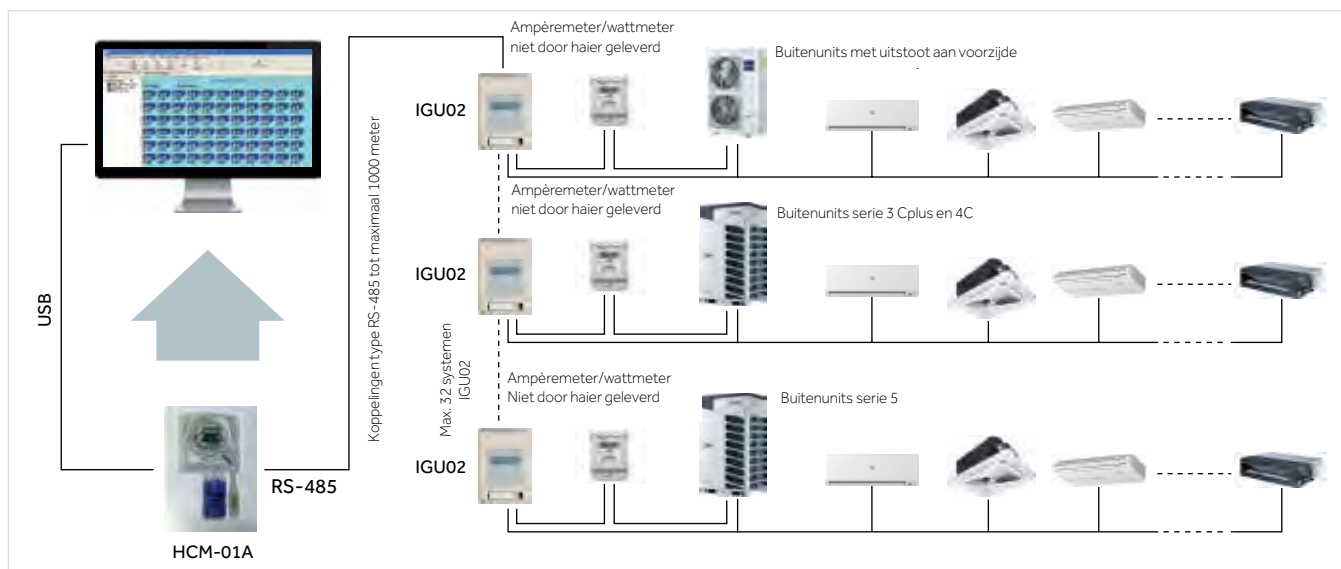 Ampèremeter/wattmeter
niet door haier geleverd
Buitenunits met uitstoot aan voorzijde
IGU02
Koppelingen type RS-485 tot maximaal 1000 meter
Ampèremeter/wattmeter
niet door haier geleverd
Buitenunits serie 3 Cplus en 4C
IGU02
USB
Max. 32 systemen
IGU02
Ampèremeter/wattmeter
Niet door haier geleverd
Buitenunits serie 5
IGU02
RS-485
HCM-01A